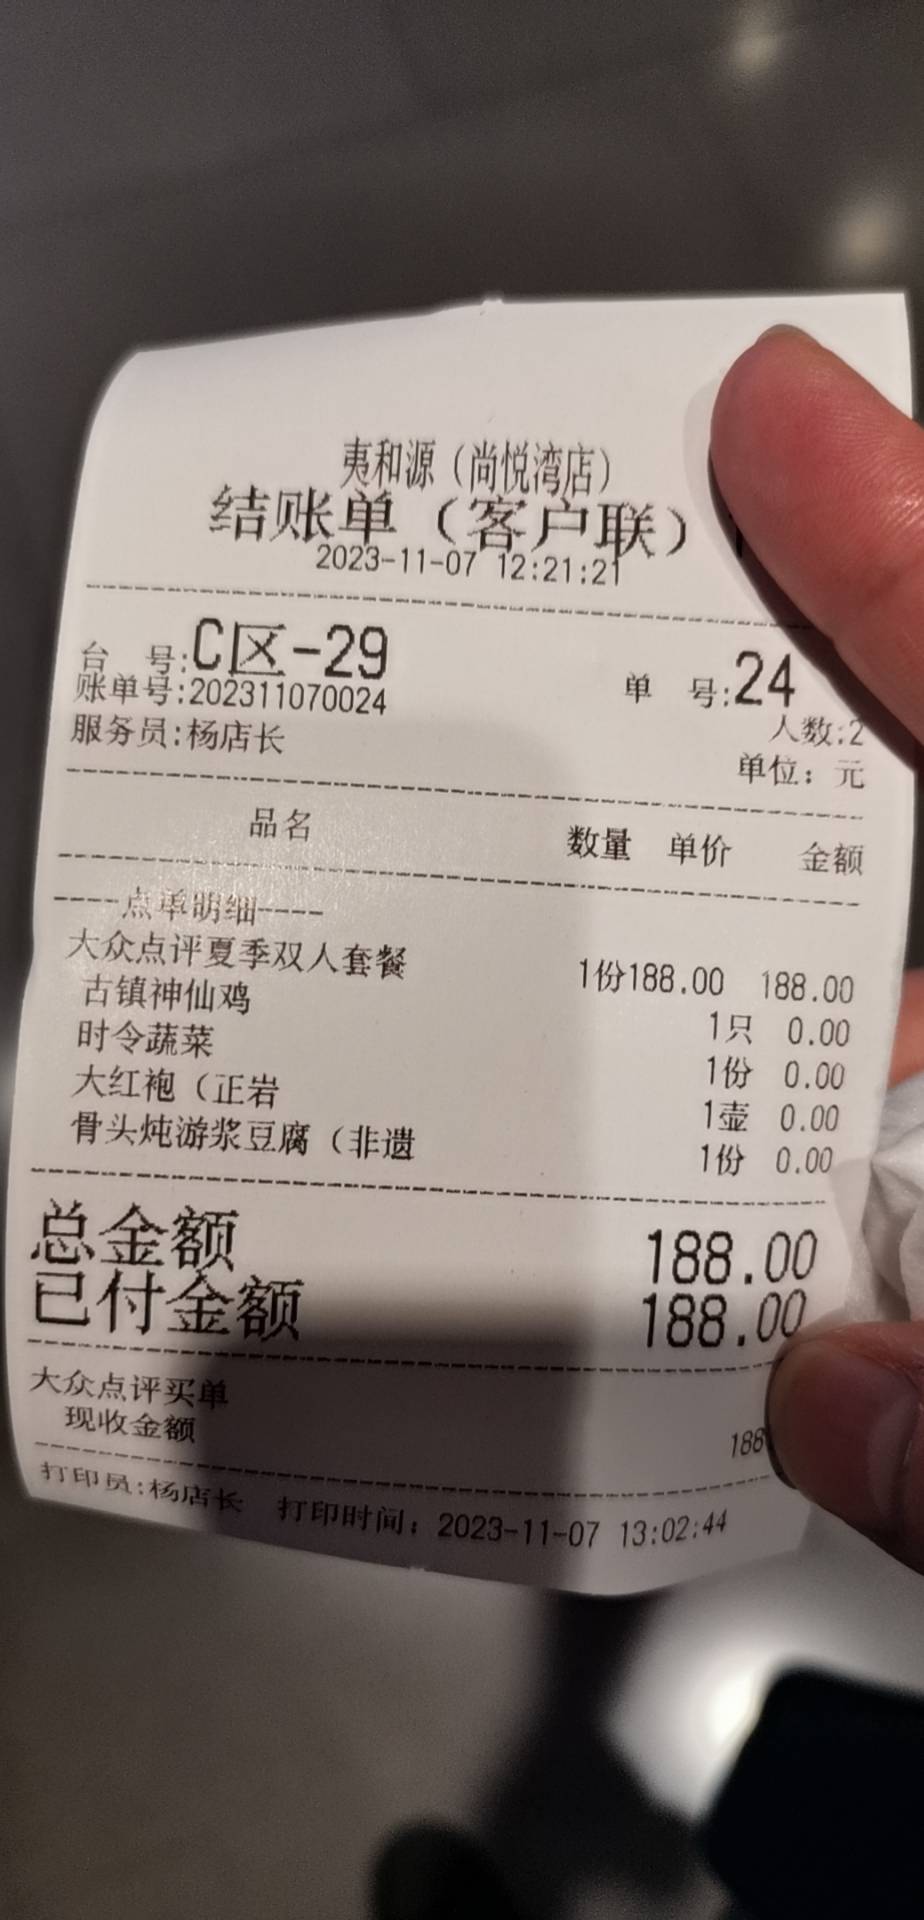 夷和源（尚悦湾店）
结账单（客户联）
2023-11-07 12:21:21
台 号:C区-29 单 号:24
账单号:202311070024 人数:2
服务员:杨店长 单位：元
品名 数量 单价 金额
----点单明细----
大众点评夏季双人套餐 1份188.00 188.00
古镇神仙鸡 1只 0.00
时令蔬菜 1份 0.00
大红袍（正岩 1壶 0.00
骨头炖游浆豆腐（非遗 1份 0.00
总金额 188.00
已付金额 188.00
大众点评买单
现收金额 188
打印员:杨店长 打印时间：2023-11-07 13:02:44